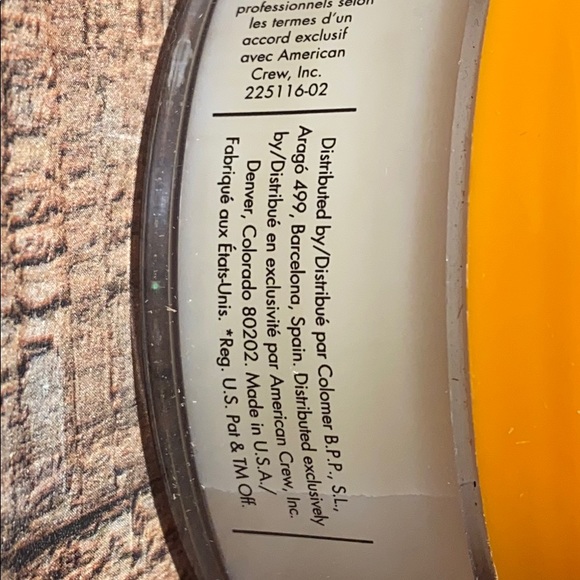 professionnels selon
les termes d'un
accord exclusif
avec American
Crew, Inc.
225116-02
Distributed by/Distribué par Colomer B.P.P., S.L.,
Aragó 499, Barcelona, Spain. Distributed exclusively
by/Distribué en exclusivité par American Crew, Inc.
Denver, Colorado 80202. Made in U.S.A./
Fabriqué aux États-Unis. *Reg. U.S. Pat & TM Off.